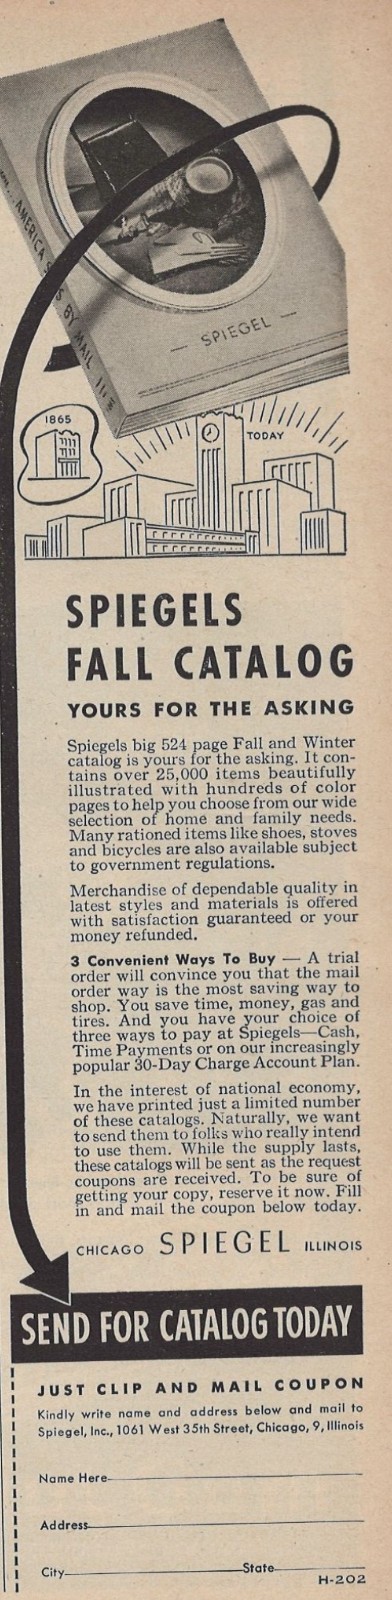 AMERICA
S BY MAIL IN
— SPIEGEL —
1865
TODAY
SPIEGELS
FALL CATALOG
YOURS FOR THE ASKING
Spiegels big 524 page Fall and Winter
catalog is yours for the asking. It con-
tains over 25,000 items beautifully
illustrated with hundreds of color
pages to help you choose from our wide
selection of home and family needs.
Many rationed items like shoes, stoves
and bicycles are also available subject
to government regulations.
Merchandise of dependable quality in
latest styles and materials is offered
with satisfaction guaranteed or your
money refunded.
3 Convenient Ways To Buy — A trial
order will convince you that the mail
order way is the most saving way to
shop. You save time, money, gas and
tires. And you have your choice of
three ways to pay at Spiegels—Cash,
Time Payments or on our increasingly
popular 30-Day Charge Account Plan.
In the interest of national economy,
we have printed just a limited number
of these catalogs. Naturally, we want
to send them to folks who really intend
to use them. While the supply lasts,
these catalogs will be sent as the request
coupons are received. To be sure of
getting your copy, reserve it now. Fill
in and mail the coupon below today.
CHICAGO SPIEGEL ILLINOIS
SEND FOR CATALOG TODAY
JUST CLIP AND MAIL COUPON
Kindly write name and address below and mail to
Spiegel, Inc., 1061 West 35th Street, Chicago, 9, Illinois
Name Here
Address
City State
H-202